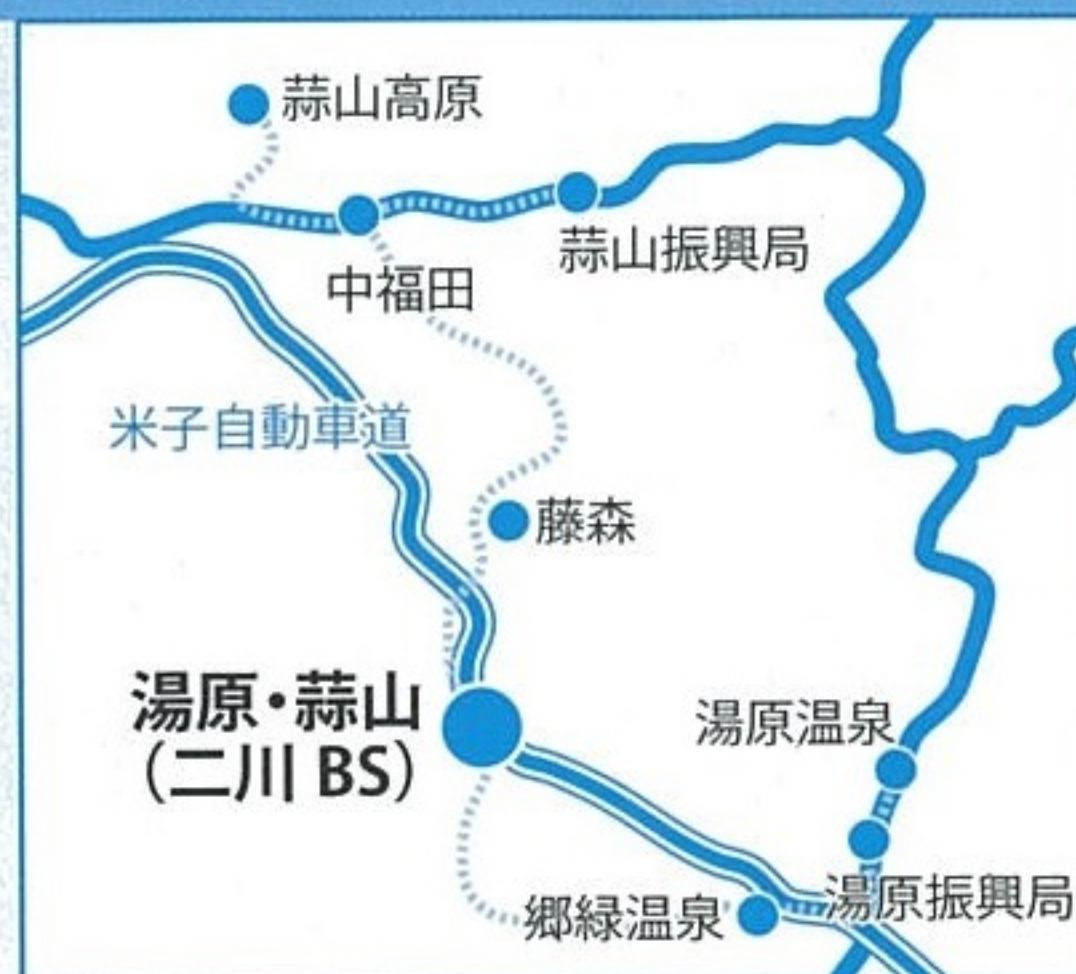 蒜山高原
蒜山振興局
中福田
米子自動車道
藤森
湯原・蒜山
（二川 BS）
湯原温泉
湯原振興局
郷緑温泉